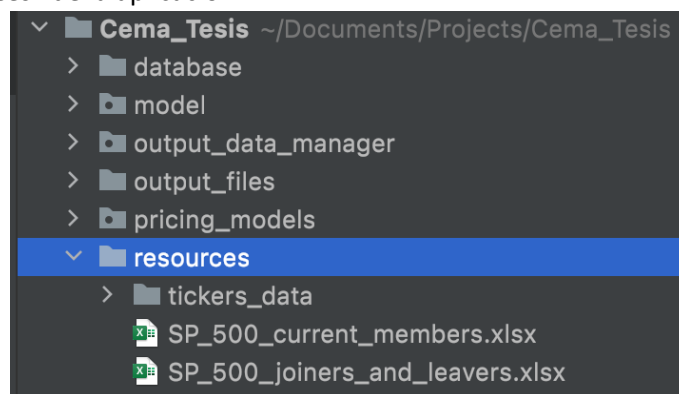 Cema_Tesis ~/Documents/Projects/Cema_Tesis
database
model
output_data_manager
output_files
pricing_models
resources
tickers_data
SP_500_current_members.xlsx
SP_500_joiners_and_leavers.xlsx